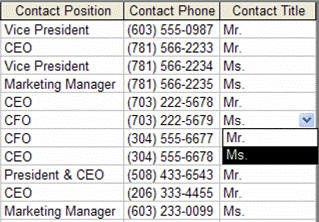 Contact Position Contact Phone Contact Title
Vice President (603) 555-0987 Mr.
CEO (781) 566-2233 Mr.
Vice President (781) 566-2234 Ms.
Marketing Manager (781) 566-2235 Ms.
CEO (703) 222-5678 Mr.
CFO (703) 222-5679 Ms.
CFO (304) 555-6677 Mr.
CEO (304) 555-6678 Ms.
President & CEO (508) 433-6543 Mr.
CEO (206) 333-4455 Mr.
Marketing Manager (603) 233-0099 Ms.